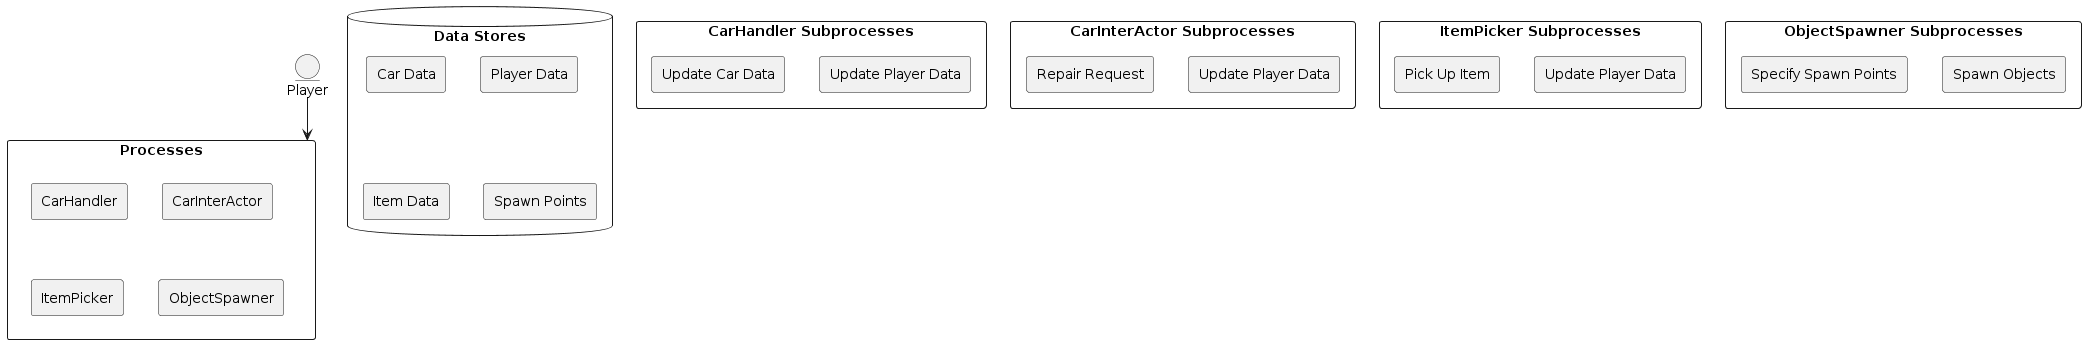 Player
Processes
CarHandler
CarInterActor
ItemPicker
ObjectSpawner
Data Stores
Car Data
Player Data
Item Data
Spawn Points
CarHandler Subprocesses
Update Car Data
Update Player Data
CarInterActor Subprocesses
Repair Request
Update Player Data
ItemPicker Subprocesses
Pick Up Item
Update Player Data
ObjectSpawner Subprocesses
Specify Spawn Points
Spawn Objects